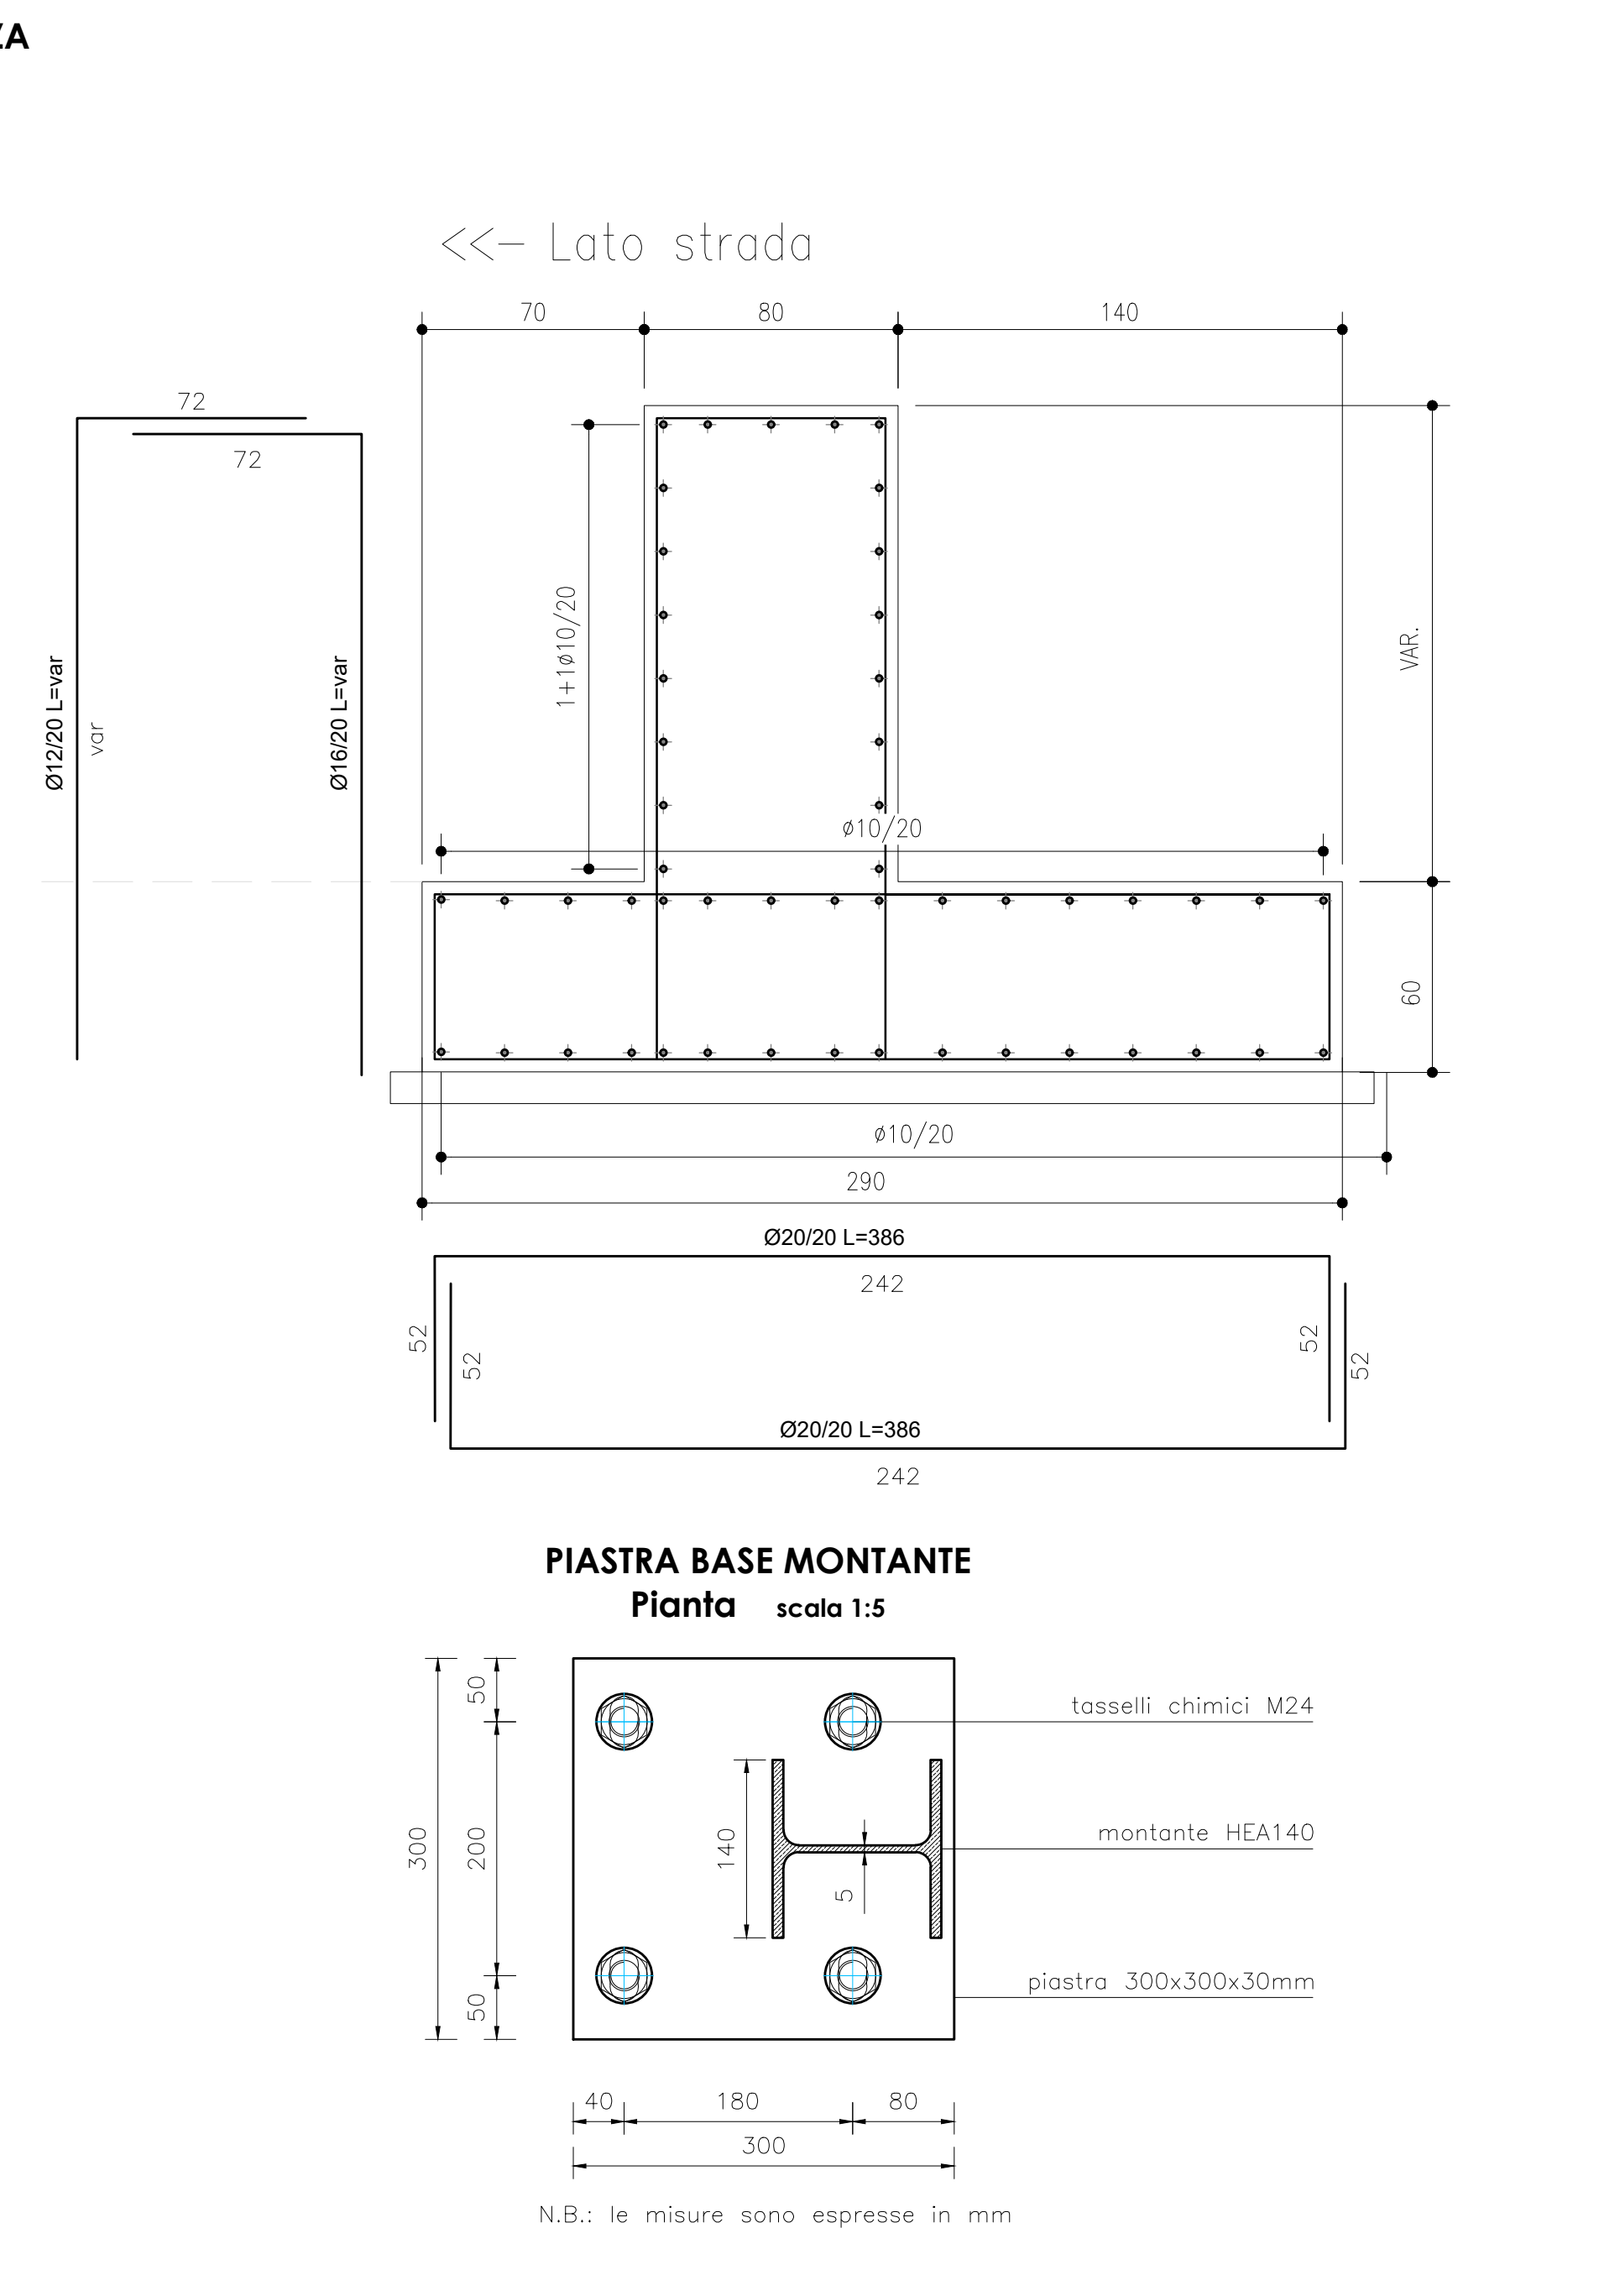 ZA
<<- Lato strada
70
80
140
72
72
Ø12/20 L=var
var
Ø16/20 L=var
1+1ø10/20
VAR.
ø10/20
60
ø10/20
290
Ø20/20 L=386
242
52
52
52
52
Ø20/20 L=386
242
PIASTRA BASE MONTANTE
Pianta scala 1:5
50
tasselli chimici M24
300
200
140
montante HEA140
5
piastra 300x300x30mm
50
40
180
80
300
N.B.: le misure sono espresse in mm